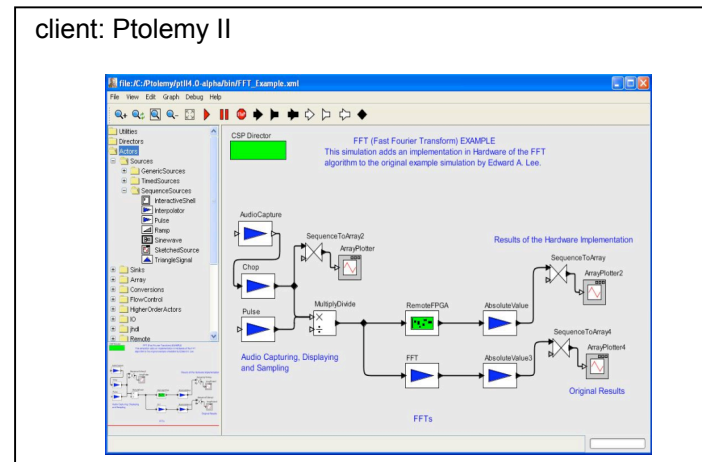 client: Ptolemy II
file:/C:/Ptolemy/ptII4.0-alpha/bin/FFT_Example.xml
File View Edit Graph Debug Help
Utilities
Directors
Actors
Sources
GenericSources
TimedSources
SequenceSources
InteractiveShell
Interpolator
Pulse
Ramp
Sinewave
SketchedSource
TriangleSignal
Sinks
Array
Conversions
FlowControl
HigherOrderActors
IO
jhdl
Remote
CSP Director
FFT (Fast Fourier Transform) EXAMPLE
This simulation adds an implementation in Hardware of the FFT
algorithm to the original example simulation by Edward A. Lee.
AudioCapture
SequenceToArray2
ArrayPlotter
Chop
Pulse
MultiplyDivide
Audio Capturing, Displaying
and Sampling
RemoteFPGA
AbsoluteValue
FFT
AbsoluteValue3
FFTs
Results of the Hardware Implementation
SequenceToArray
ArrayPlotter2
SequenceToArray4
ArrayPlotter4
Original Results